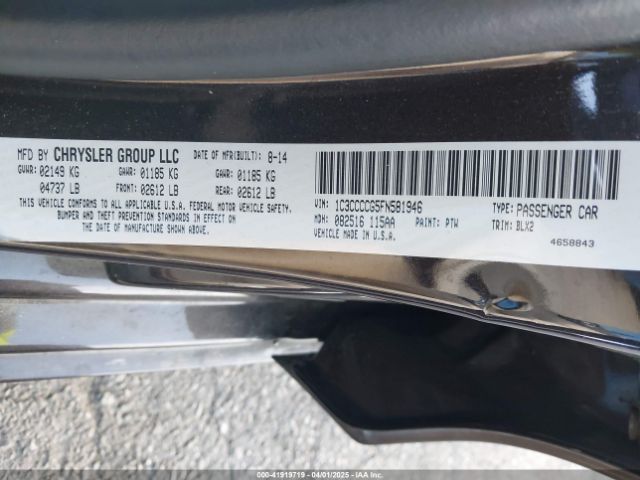 MFD BY CHRYSLER GROUP LLC DATE OF MFR(BUILT): 8-14
GVWR: 02149 KG GAWR: 01185 KG GAWR: 01185 KG
04737 LB FRONT: 02612 LB REAR: 02612 LB
THIS VEHICLE CONFORMS TO ALL APPLICABLE FEDERAL MOTOR VEHICLE SAFETY,
BUMPER AND THEFT PREVENTION STANDARDS IN EFFECT ON
THE DATE OF MANUFACTURE SHOWN ABOVE.
VIN: 1C3CCCCG5FN581946 TYPE: PASSENGER CAR
MDH: 082516 115AA PAINT: PTW TRIM: BLX2
VEHICLE MADE IN U.S.A. 4658843
000-41919719 - 04/01/2025 - IAAI.COM